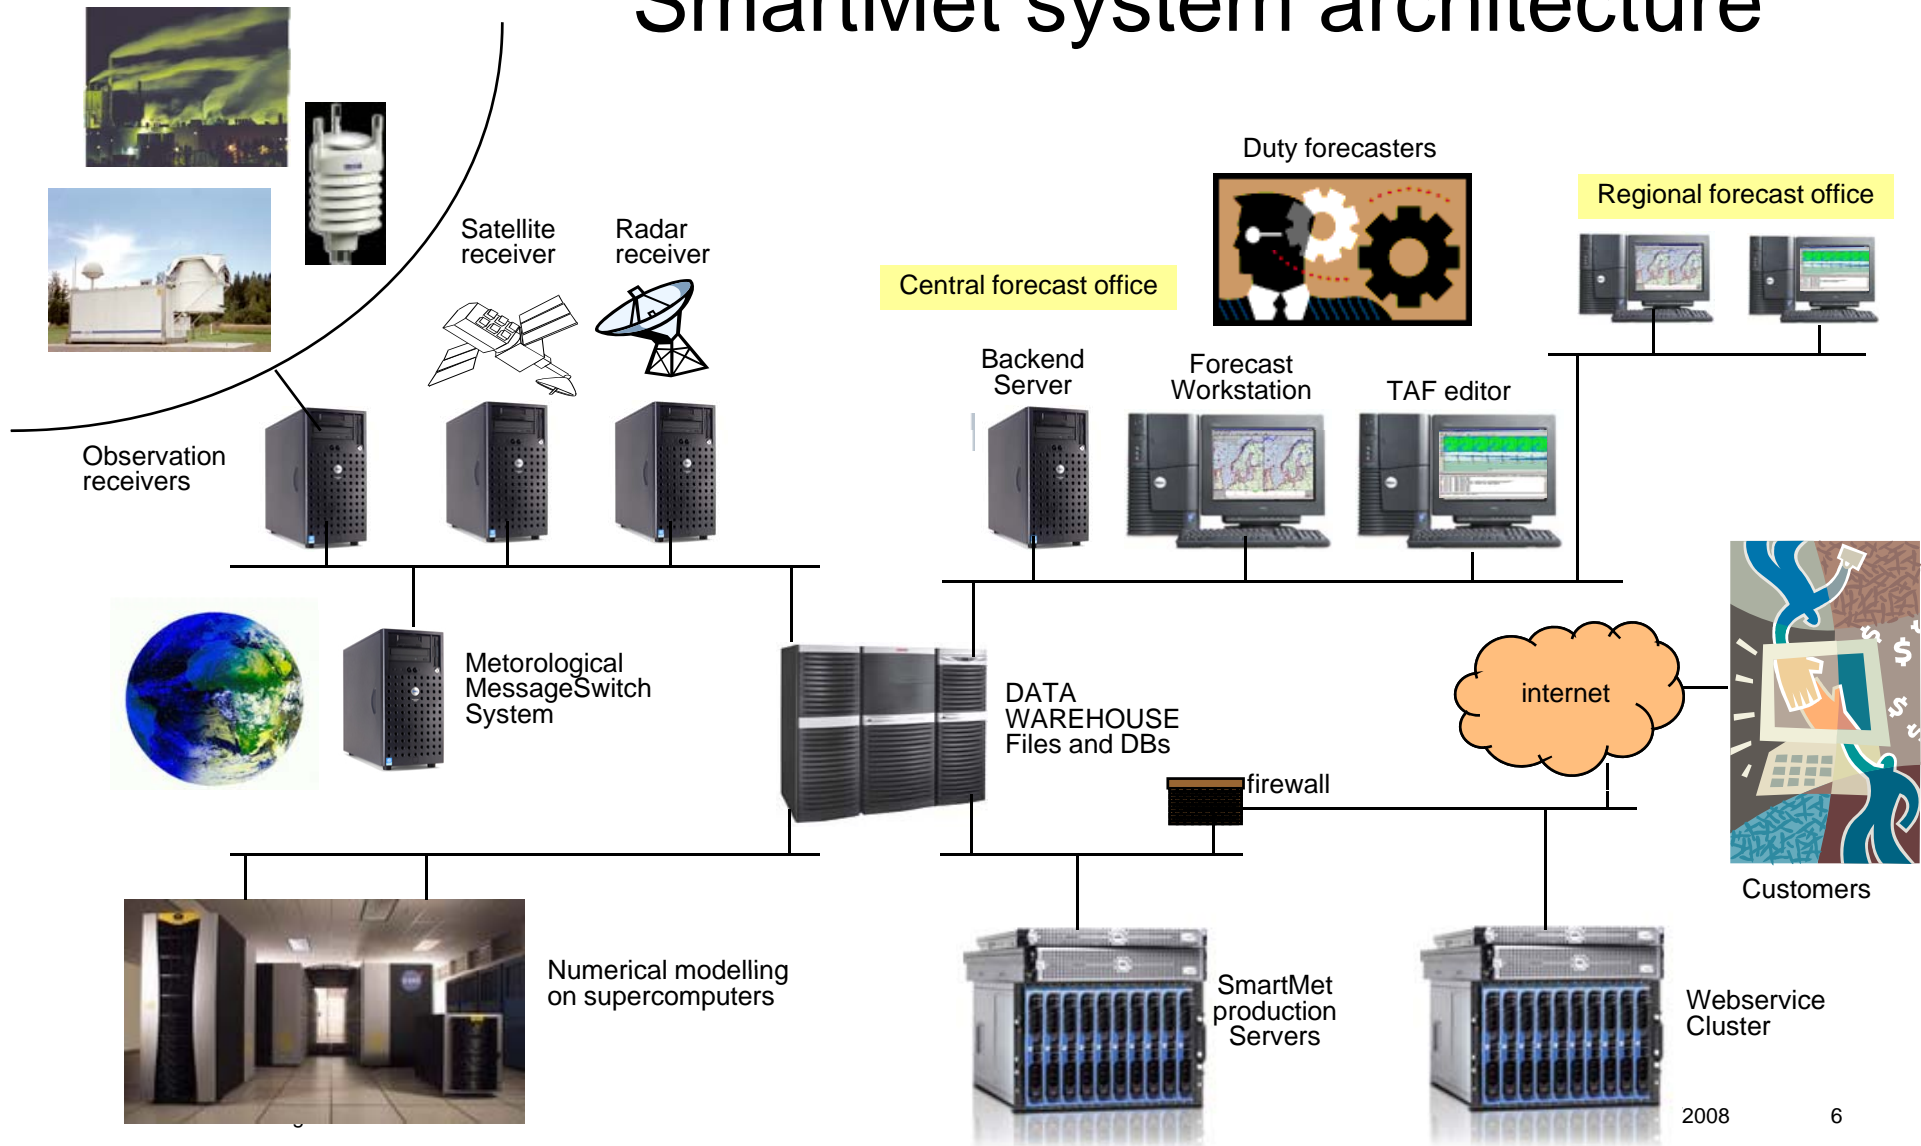 SmartMet system architecture
Duty forecasters
Regional forecast office
Satellite
receiver
Radar
receiver
Central forecast office
Backend
Server
Forecast
Workstation
TAF editor
Observation
receivers
Metorological
MessageSwitch
System
DATA
WAREHOUSE
Files and DBs
internet
firewall
Customers
Numerical modelling
on supercomputers
SmartMet
production
Servers
Webservice
Cluster
2008
6